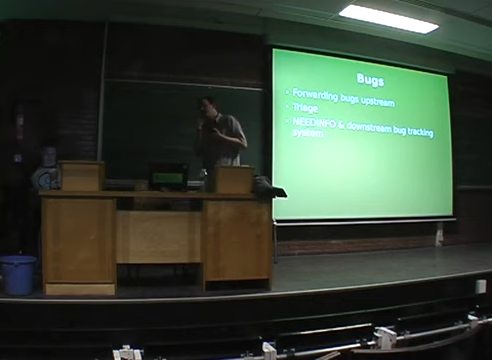 Bugs
• Forwarding bugs upstream
• Triage
• NEEDINFO & downstream bug tracking
system